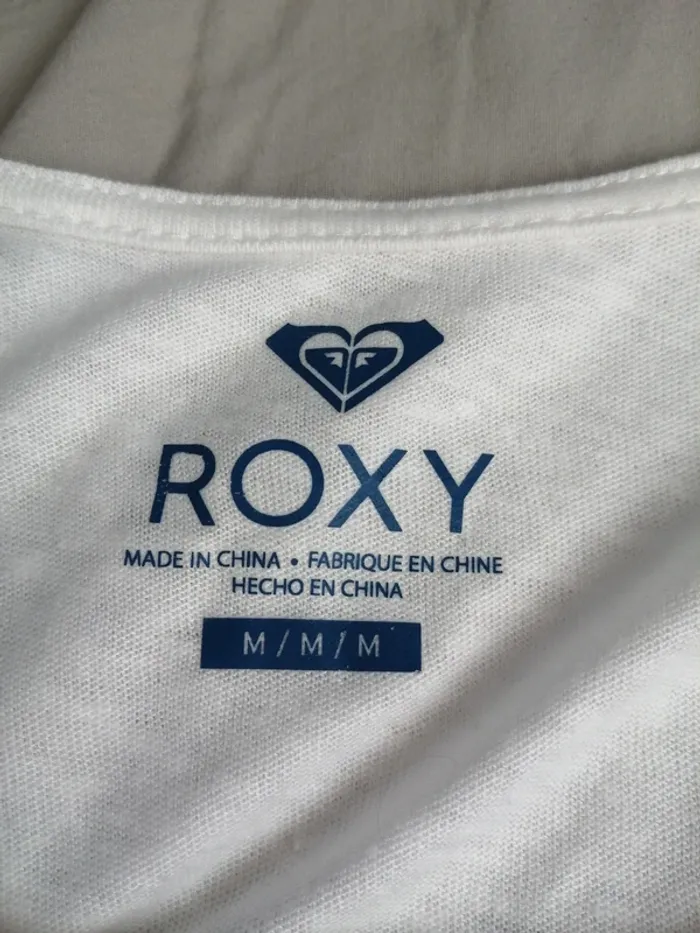 ROXY
MADE IN CHINA • FABRIQUE EN CHINE
HECHO EN CHINA
M / M / M